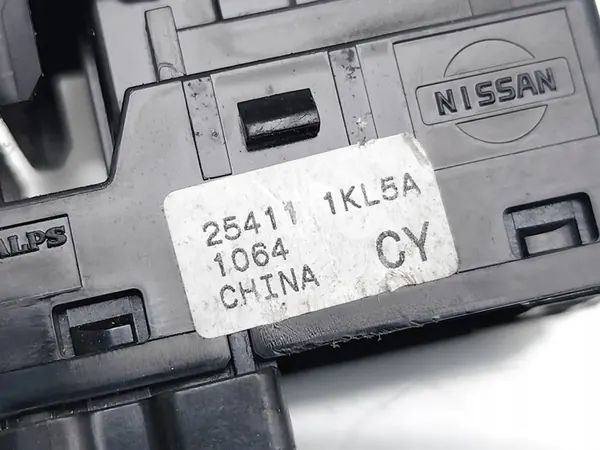 NISSAN
ALPS
25411 1KL5A
1064
CHINA CY